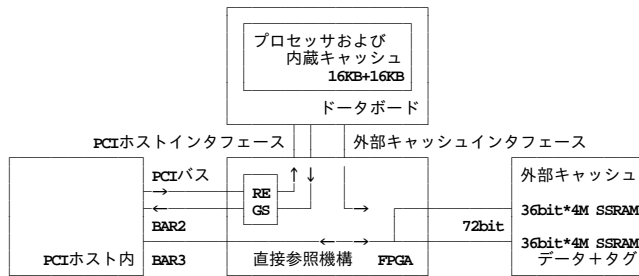 プロセッサおよび
内蔵キャッシュ
16KB+16KB
ドータボード
PCIホストインタフェース
外部キャッシュインタフェース
PCIバス
RE
GS
BAR2
BAR3
PCIホスト内
直接参照機構
FPGA
72bit
外部キャッシュ
36bit*4M SSRAM
36bit*4M SSRAM
データ+タグ